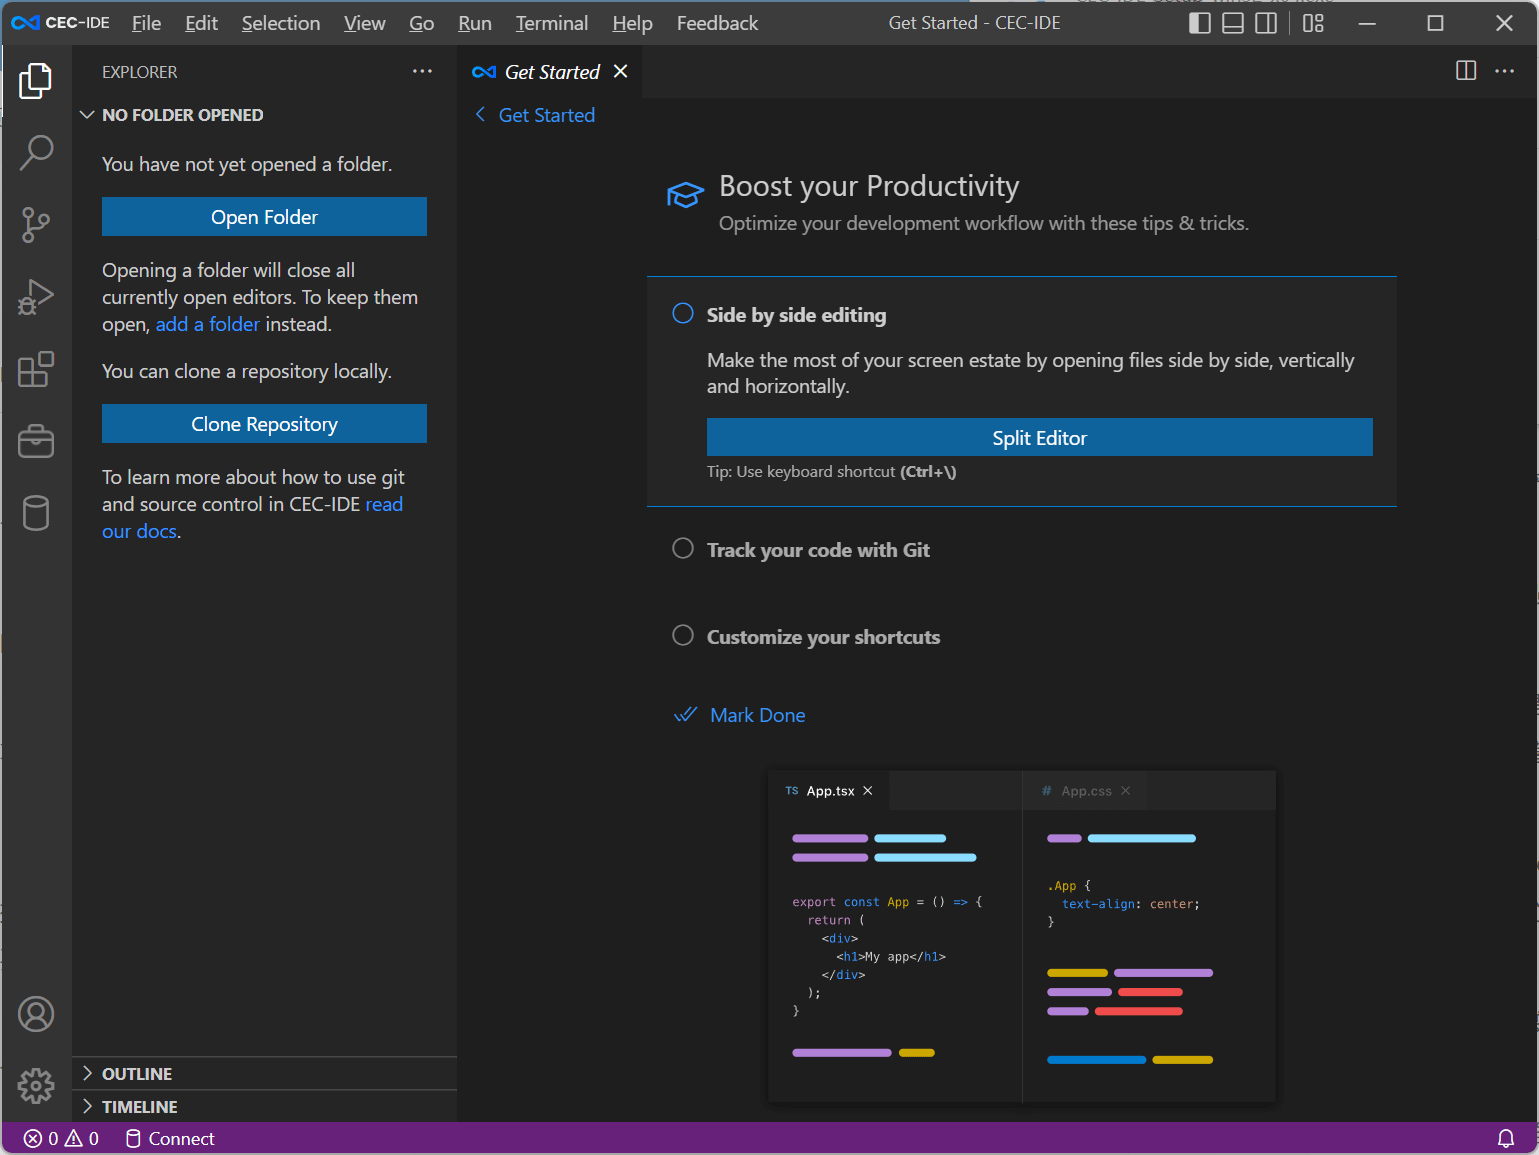 CEC-IDE File Edit Selection View Go Run Terminal Help Feedback Get Started - CEC-IDE
EXPLORER
NO FOLDER OPENED
You have not yet opened a folder.
Open Folder
Opening a folder will close all
currently open editors. To keep them
open, add a folder instead.
You can clone a repository locally.
Clone Repository
To learn more about how to use git
and source control in CEC-IDE read
our docs.
OUTLINE
TIMELINE
Get Started
Get Started
Boost your Productivity
Optimize your development workflow with these tips & tricks.
Side by side editing
Make the most of your screen estate by opening files side by side, vertically
and horizontally.
Split Editor
Tip: Use keyboard shortcut (Ctrl+\)
Track your code with Git
Customize your shortcuts
Mark Done
TS App.tsx
export const App = () => {
return (
<div>
<h1>My app</h1>
</div>
);
}
# App.css
.App {
text-align: center;
}
0 0 Connect